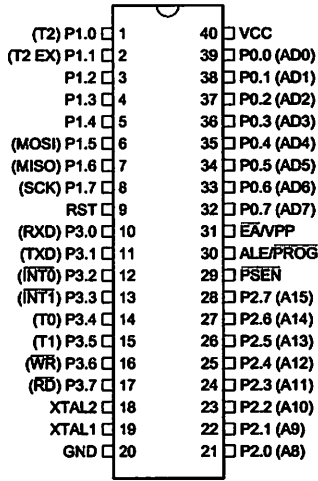 (T2) P1.0 1 40 VCC
(T2 EX) P1.1 2 39 P0.0 (AD0)
P1.2 3 38 P0.1 (AD1)
P1.3 4 37 P0.2 (AD2)
P1.4 5 36 P0.3 (AD3)
(MOSI) P1.5 6 35 P0.4 (AD4)
(MISO) P1.6 7 34 P0.5 (AD5)
(SCK) P1.7 8 33 P0.6 (AD6)
RST 9 32 P0.7 (AD7)
(RXD) P3.0 10 31 E̅A̅/VPP
(TXD) P3.1 11 30 ALE/P̅R̅O̅G̅
(I̅N̅T̅0̅) P3.2 12 29 P̅S̅E̅N̅
(I̅N̅T̅1̅) P3.3 13 28 P2.7 (A15)
(T0) P3.4 14 27 P2.6 (A14)
(T1) P3.5 15 26 P2.5 (A13)
(W̅R̅) P3.6 16 25 P2.4 (A12)
(R̅D̅) P3.7 17 24 P2.3 (A11)
XTAL2 18 23 P2.2 (A10)
XTAL1 19 22 P2.1 (A9)
GND 20 21 P2.0 (A8)